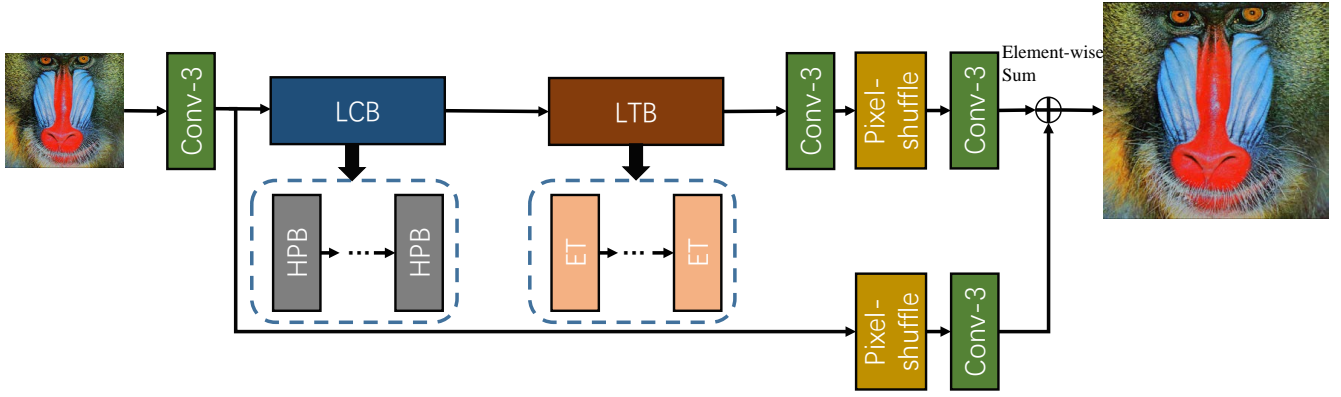 Conv-3
LCB
LTB
Conv-3
Pixel-
shuffle
Conv-3
Element-wise
Sum
HPB
HPB
ET
ET
Pixel-
shuffle
Conv-3